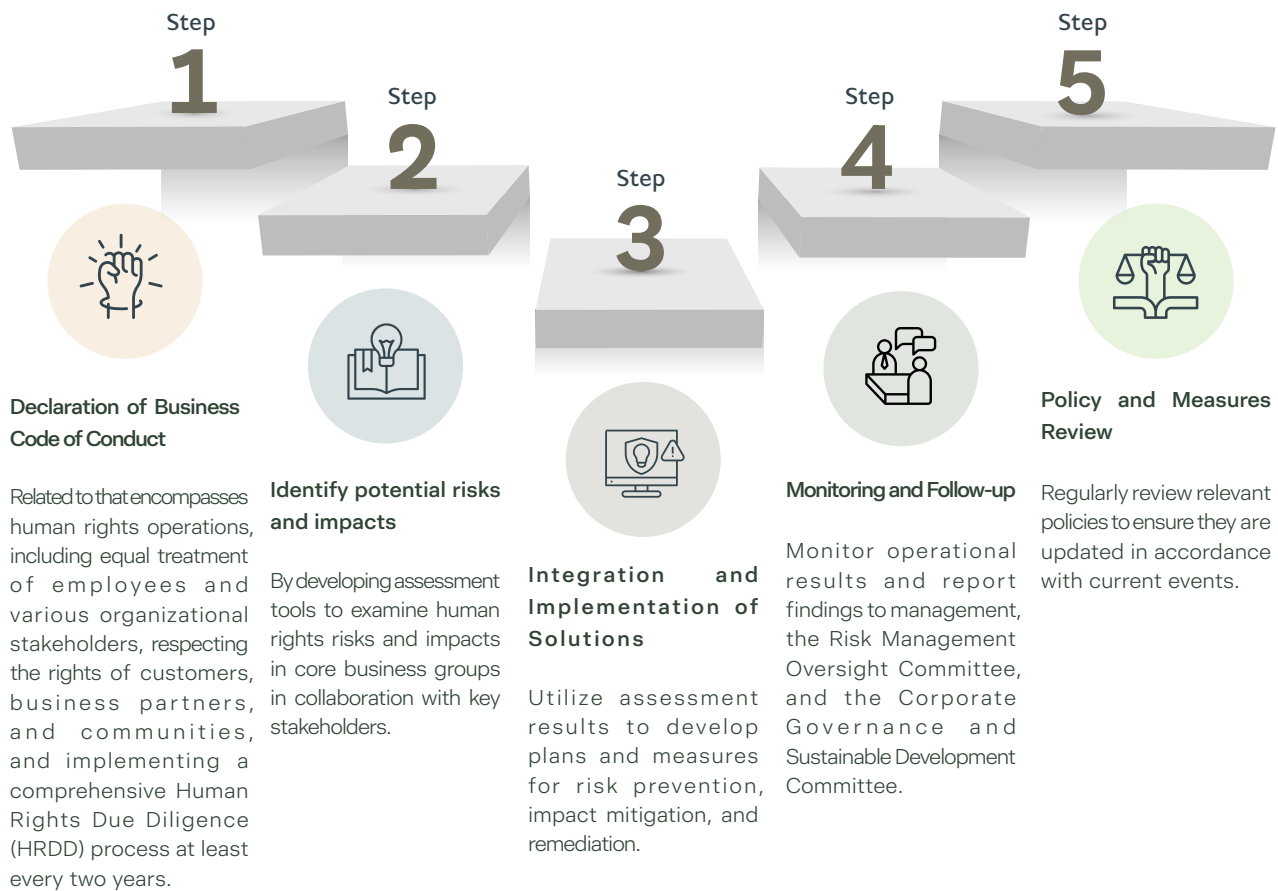 Step
1
Declaration of Business
Code of Conduct
Related to that encompasses
human rights operations,
including equal treatment
of employees and
various organizational
stakeholders, respecting
the rights of customers,
business partners,
and communities,
and implementing a
comprehensive Human
Rights Due Diligence
(HRDD) process at least
every two years.
Step
2
Identify potential risks
and impacts
By developing assessment
tools to examine human
rights risks and impacts
in core business groups
in collaboration with key
stakeholders.
Step
3
Integration and
Implementation of
Solutions
Utilize assessment
results to develop
plans and measures
for risk prevention,
impact mitigation, and
remediation.
Step
4
Monitoring and Follow-up
Monitor operational
results and report
findings to management,
the Risk Management
Oversight Committee,
and the Corporate
Governance and
Sustainable Development
Committee.
Step
5
Policy and Measures
Review
Regularly review relevant
policies to ensure they are
updated in accordance
with current events.